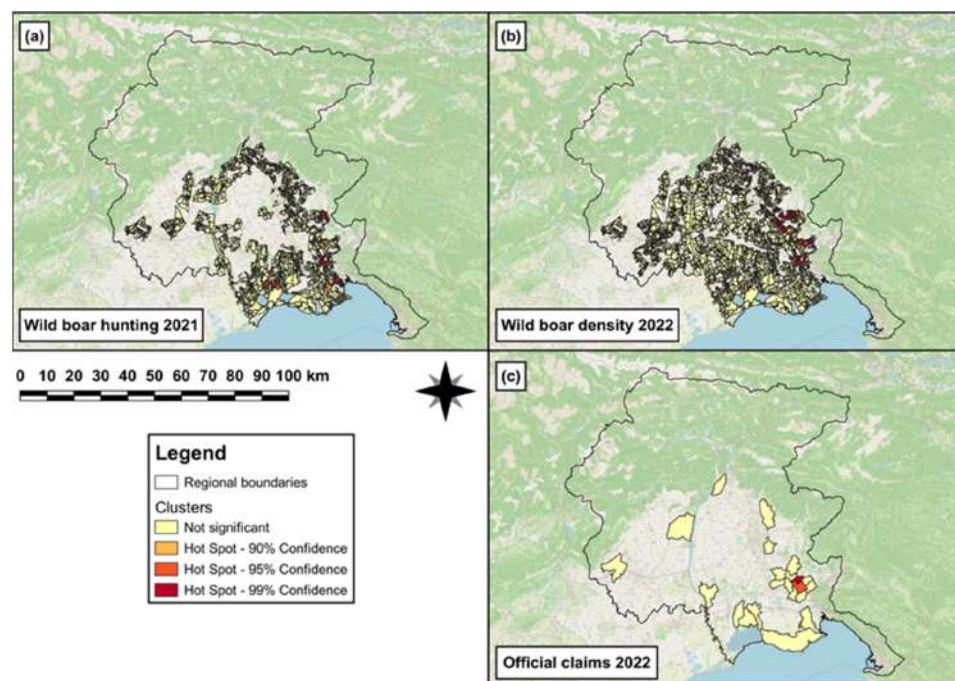 (a)
Wild boar hunting 2021
(b)
Wild boar density 2022
0 10 20 30 40 50 60 70 80 90 100 km
Legend
Regional boundaries
Clusters
Not significant
Hot Spot - 90% Confidence
Hot Spot - 95% Confidence
Hot Spot - 99% Confidence
(c)
Official claims 2022